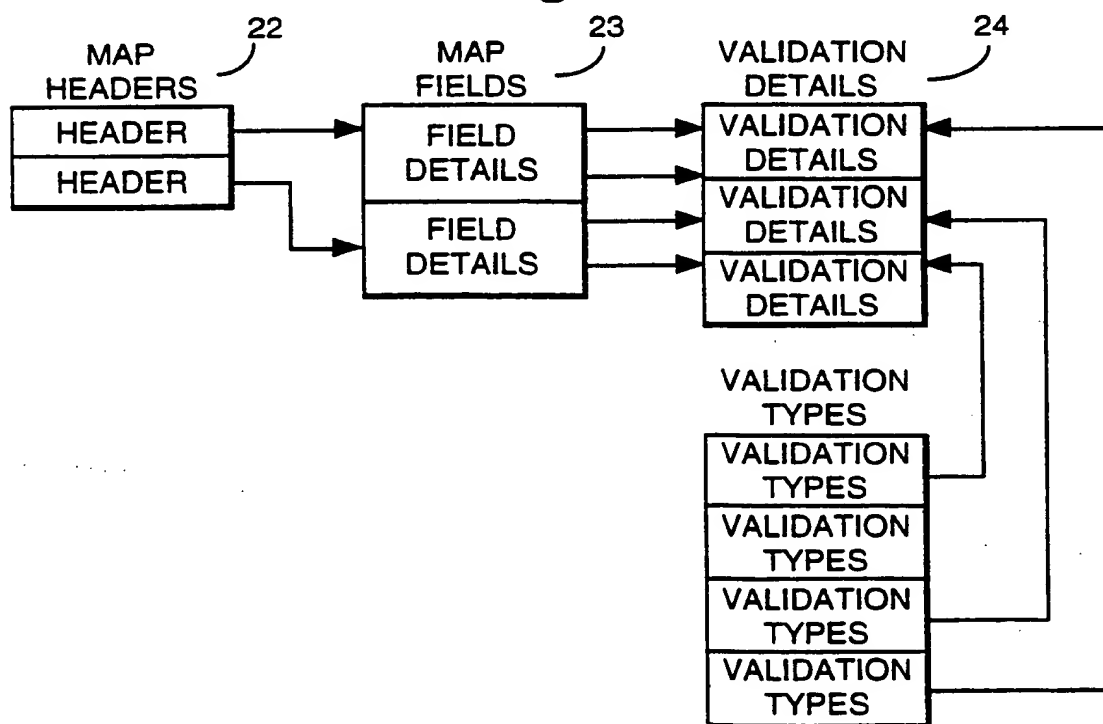 22
MAP
HEADERS
HEADER
HEADER
23
MAP
FIELDS
FIELD
DETAILS
FIELD
DETAILS
24
VALIDATION
DETAILS
VALIDATION
DETAILS
VALIDATION
DETAILS
VALIDATION
DETAILS
VALIDATION
TYPES
VALIDATION
TYPES
VALIDATION
TYPES
VALIDATION
TYPES
VALIDATION
TYPES